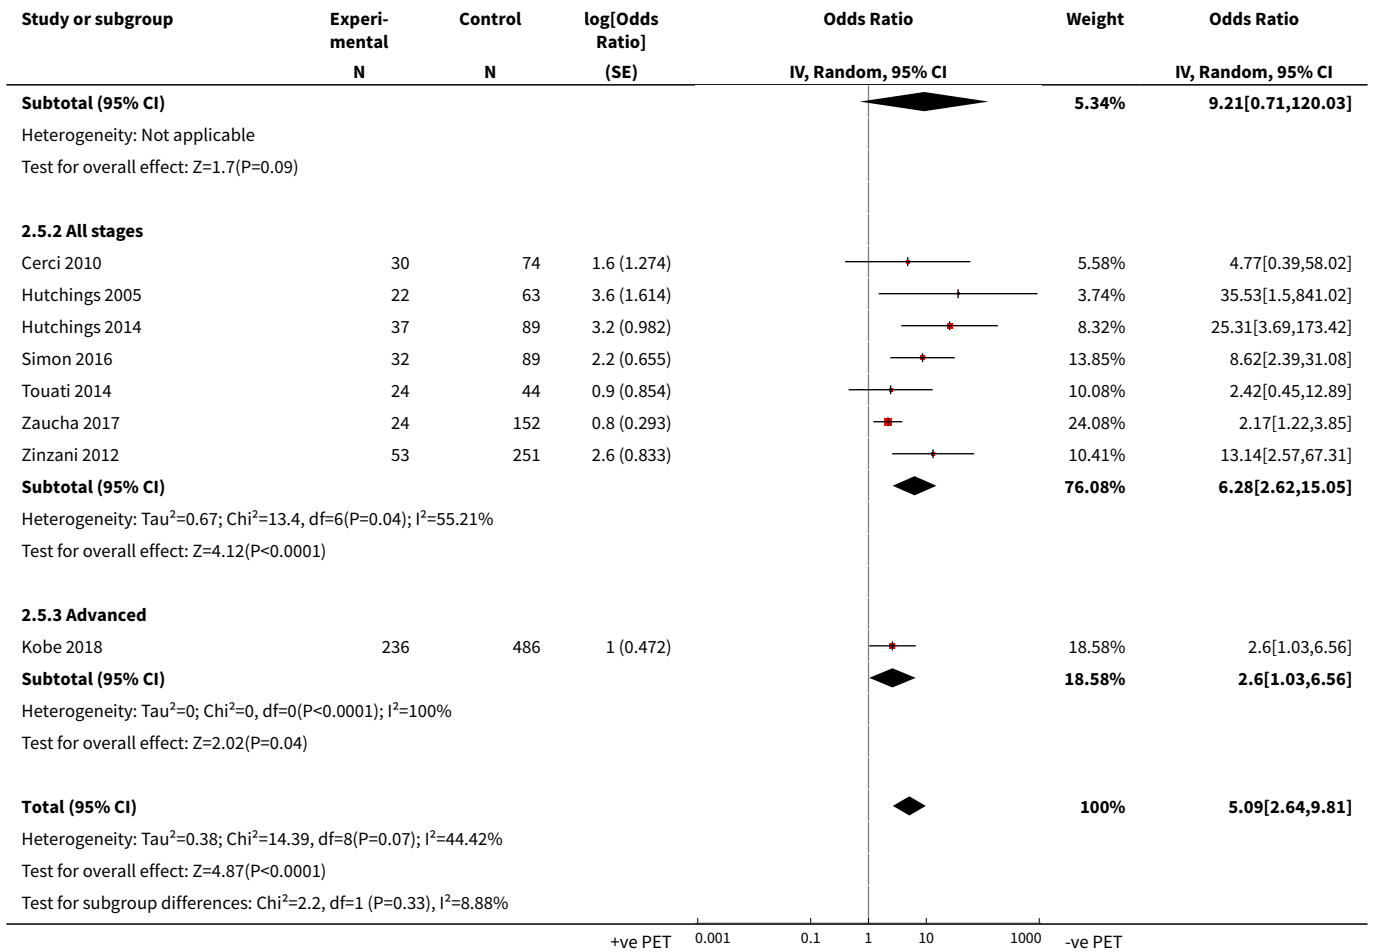 Study or subgroup Experi-mental Control log[Odds Ratio] Odds Ratio Weight Odds Ratio
N N (SE) IV, Random, 95% CI IV, Random, 95% CI
Subtotal (95% CI) 5.34% 9.21[0.71,120.03]
Heterogeneity: Not applicable
Test for overall effect: Z=1.7(P=0.09)
2.5.2 All stages
Cerci 2010 30 74 1.6 (1.274) 5.58% 4.77[0.39,58.02]
Hutchings 2005 22 63 3.6 (1.614) 3.74% 35.53[1.5,841.02]
Hutchings 2014 37 89 3.2 (0.982) 8.32% 25.31[3.69,173.42]
Simon 2016 32 89 2.2 (0.655) 13.85% 8.62[2.39,31.08]
Touati 2014 24 44 0.9 (0.854) 10.08% 2.42[0.45,12.89]
Zaucha 2017 24 152 0.8 (0.293) 24.08% 2.17[1.22,3.85]
Zinzani 2012 53 251 2.6 (0.833) 10.41% 13.14[2.57,67.31]
Subtotal (95% CI) 76.08% 6.28[2.62,15.05]
Heterogeneity: Tau²=0.67; Chi²=13.4, df=6(P=0.04); I²=55.21%
Test for overall effect: Z=4.12(P<0.0001)
2.5.3 Advanced
Kobe 2018 236 486 1 (0.472) 18.58% 2.6[1.03,6.56]
Subtotal (95% CI) 18.58% 2.6[1.03,6.56]
Heterogeneity: Tau²=0; Chi²=0, df=0(P<0.0001); I²=100%
Test for overall effect: Z=2.02(P=0.04)
Total (95% CI) 100% 5.09[2.64,9.81]
Heterogeneity: Tau²=0.38; Chi²=14.39, df=8(P=0.07); I²=44.42%
Test for overall effect: Z=4.87(P<0.0001)
Test for subgroup differences: Chi²=2.2, df=1 (P=0.33), I²=8.88%
+ve PET 0.001 0.1 1 10 1000 -ve PET